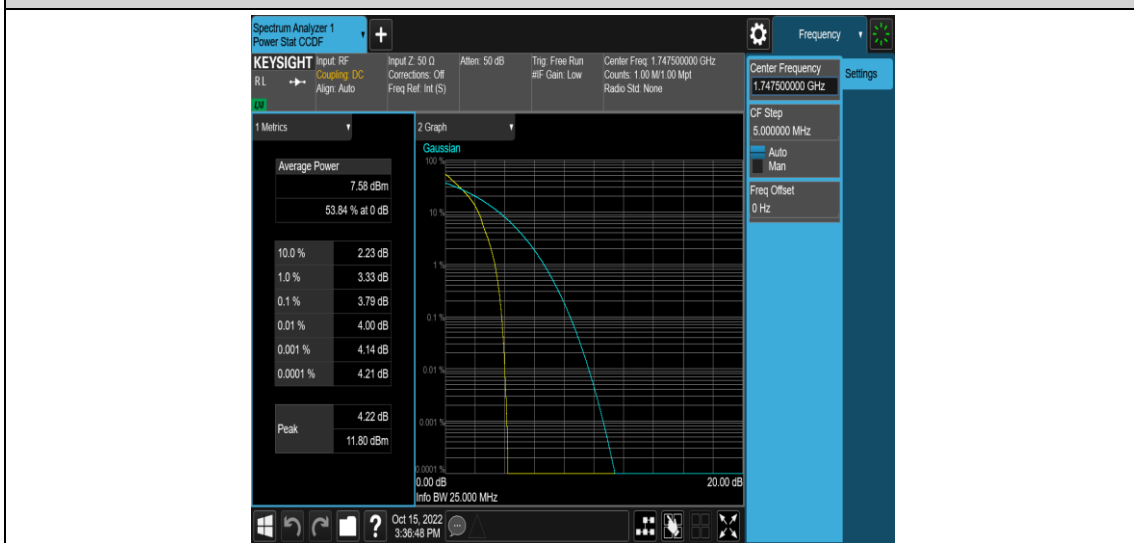 Spectrum Analyzer 1
Power Stat CCDF
+
Frequency
KEYSIGHT
RL
LXI
Input: RF
Coupling: DC
Align: Auto
Input Z: 50 Ω
Corrections: Off
Freq Ref: Int (S)
Atten: 50 dB
Trig: Free Run
#IF Gain: Low
Center Freq: 1.747500000 GHz
Counts: 1.00 M/1.00 Mpt
Radio Std: None
Center Frequency
1.747500000 GHz
Settings
CF Step
5.000000 MHz
Auto
Man
Freq Offset
0 Hz
1 Metrics
Average Power
7.58 dBm
53.84 % at 0 dB
10.0 % 2.23 dB
1.0 % 3.33 dB
0.1 % 3.79 dB
0.01 % 4.00 dB
0.001 % 4.14 dB
0.0001 % 4.21 dB
Peak
4.22 dB
11.80 dBm
2 Graph
Gaussian
100 %
10 %
1 %
0.1 %
0.01 %
0.001 %
0.0001 %
0.00 dB
20.00 dB
Info BW 25.000 MHz
?
Oct 15, 2022
3:36:48 PM